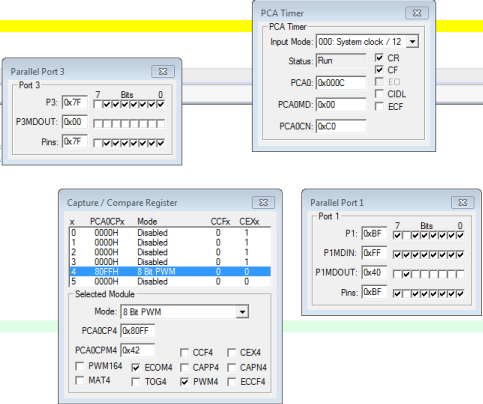 PCA Timer
PCA Timer
Input Mode: 000: System clock / 12
Status: Run
CR
CF
PCA0: 0x000C
ECI
CIDL
PCA0MD: 0x00
ECF
PCA0CN: 0xC0
Parallel Port 3
Port 3
7 Bits 0
P3: 0x7F
P3MDOUT: 0x00
Pins: 0x7F
Capture / Compare Register
x PCA0CPx Mode CCFx CEXx
0 0000H Disabled 0 1
1 0000H Disabled 0 1
2 0000H Disabled 0 1
3 0000H Disabled 0 1
4 80FFH 8 Bit PWM 0 0
5 0000H Disabled 0 1
Selected Module
Mode: 8 Bit PWM
PCA0CP4 0x80FF
PCA0CPM4 0x42
CCF4 CEX4
PWM164 ECOM4 CAPP4 CAPN4
MAT4 TOG4 PWM4 ECCF4
Parallel Port 1
Port 1
7 Bits 0
P1: 0xBF
P1MDIN: 0xFF
P1MDOUT: 0x40
Pins: 0xBF